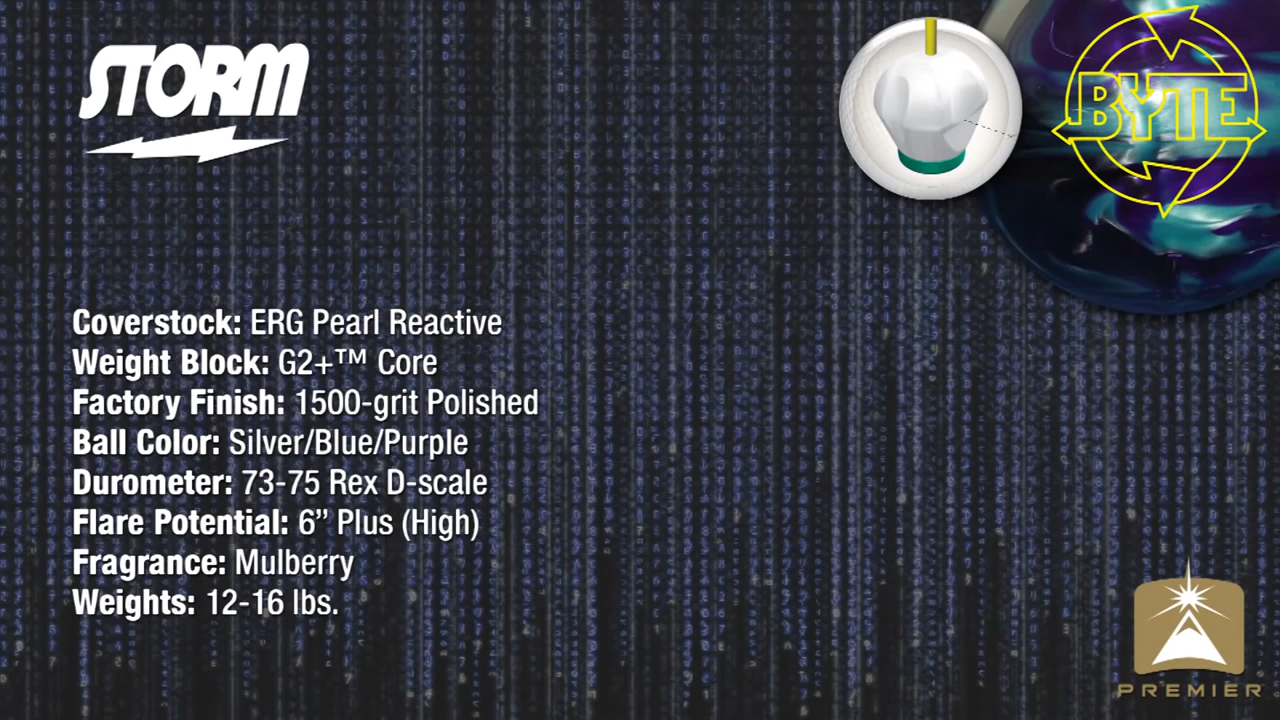 STORM
BYTE
Coverstock: ERG Pearl Reactive
Weight Block: G2+™ Core
Factory Finish: 1500-grit Polished
Ball Color: Silver/Blue/Purple
Durometer: 73-75 Rex D-scale
Flare Potential: 6” Plus (High)
Fragrance: Mulberry
Weights: 12-16 lbs.
PREMIER